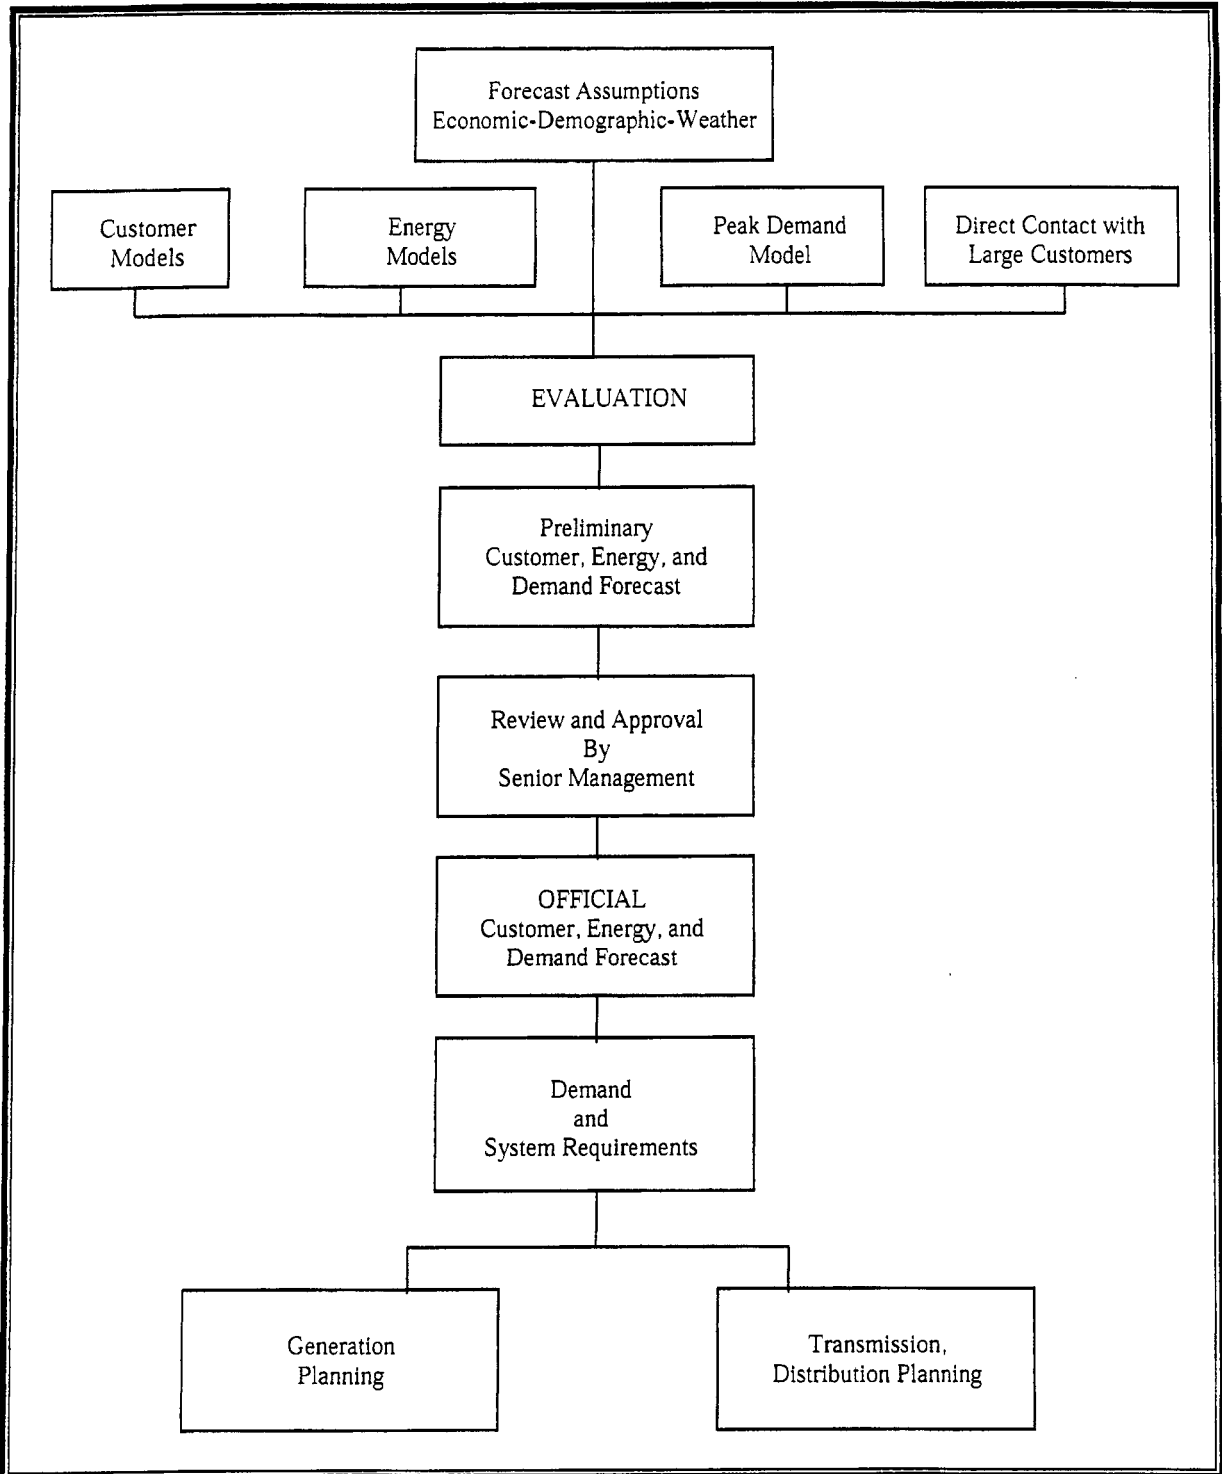 Forecast Assumptions
Economic-Demographic-Weather
Customer
Models
Energy
Models
Peak Demand
Model
Direct Contact with
Large Customers
EVALUATION
Preliminary
Customer, Energy, and
Demand Forecast
Review and Approval
By
Senior Management
OFFICIAL
Customer, Energy, and
Demand Forecast
Demand
and
System Requirements
Generation
Planning
Transmission,
Distribution Planning